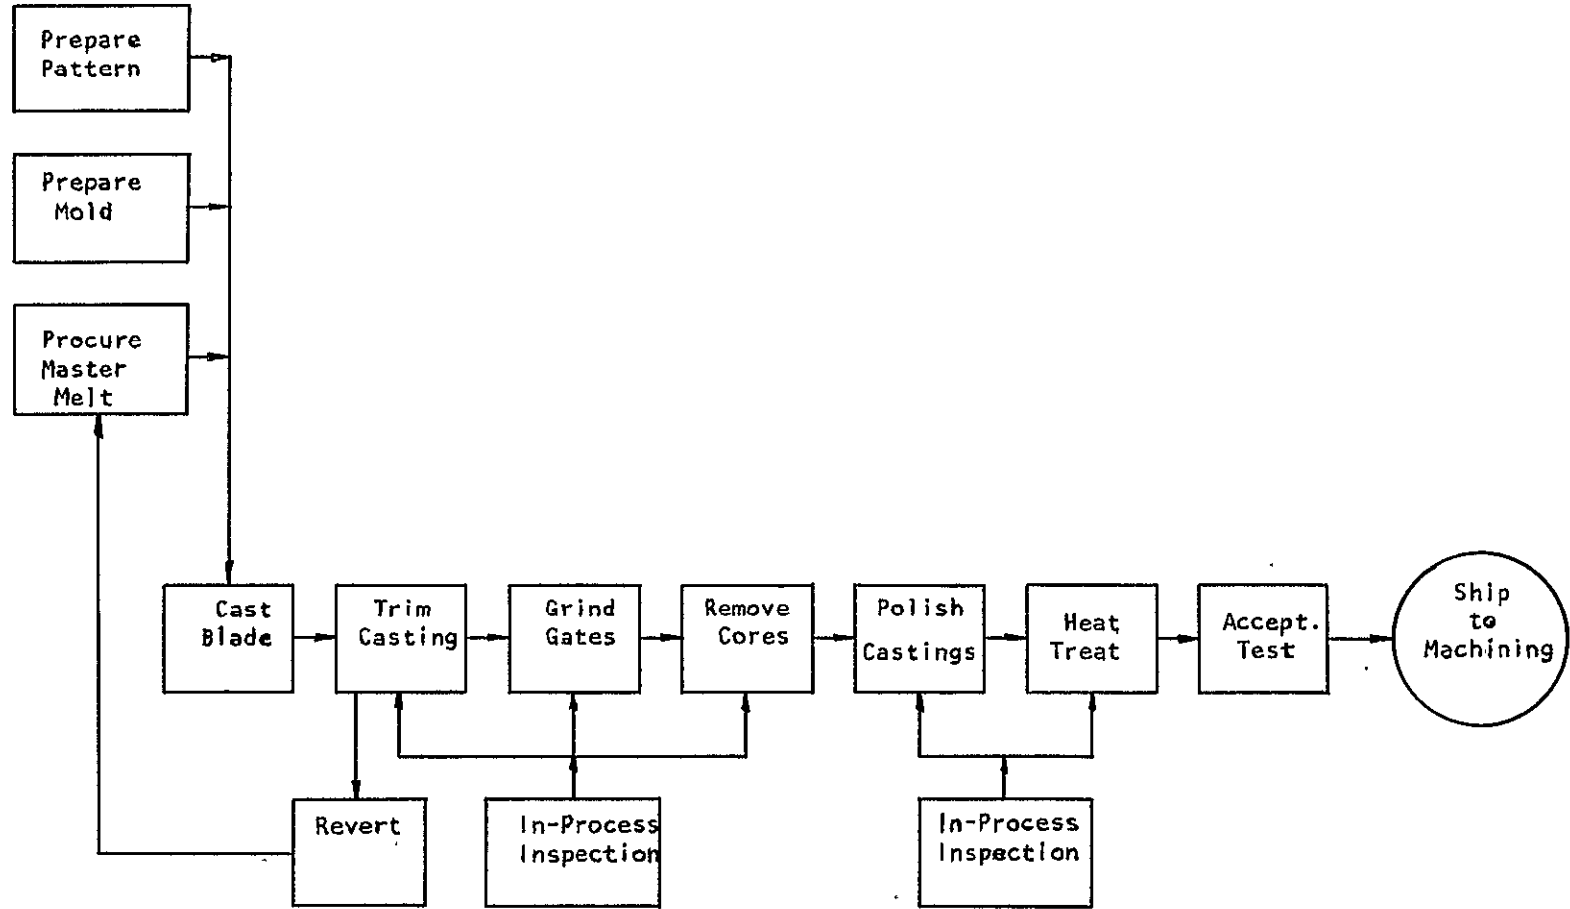 Prepare
Pattern
Prepare
Mold
Procure
Master
Melt
Cast
Blade
Trim
Casting
Grind
Gates
Remove
Cores
Polish
Castings
Heat
Treat
Accept.
Test
Ship
to
Machining
Revert
In-Process
Inspection
In-Process
Inspection